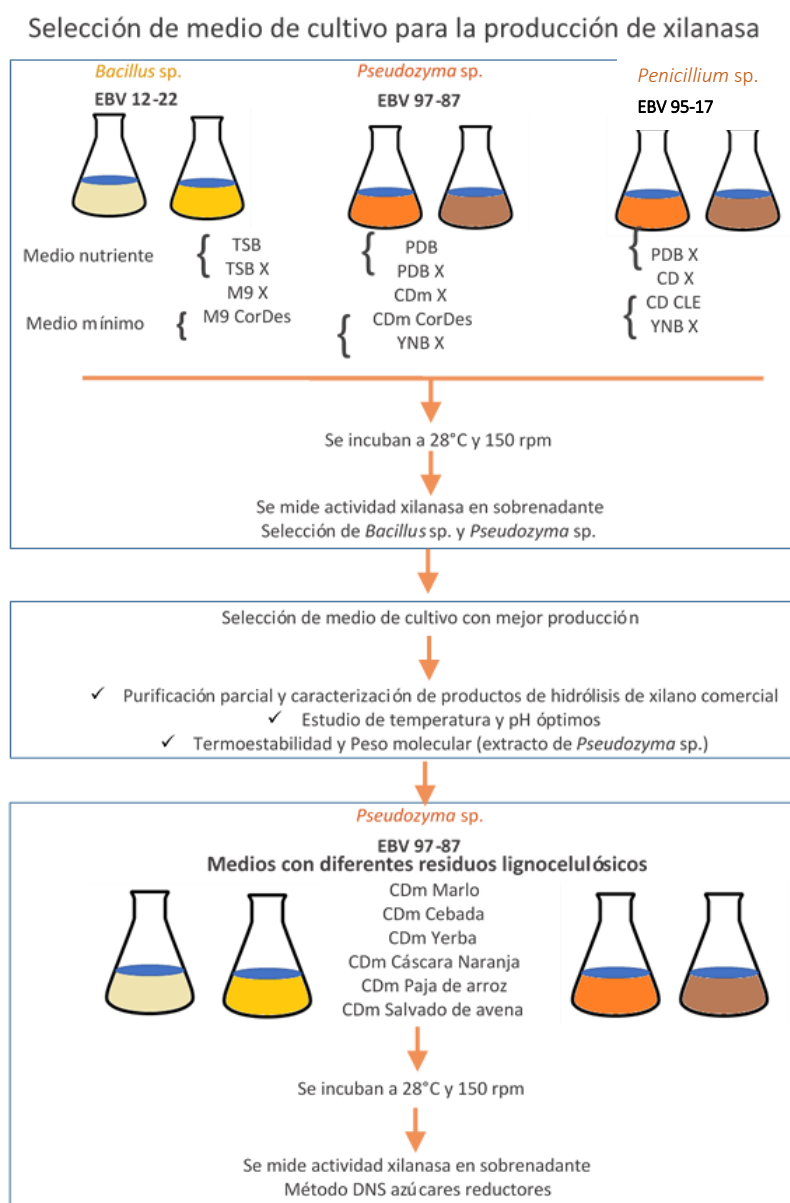 Selección de medio de cultivo para la producción de xilanasa
Bacillus sp.
EBV 12-22
Pseudozyma sp.
EBV 97-87
Penicillium sp.
EBV 95-17
Medio nutriente
{ TSB
TSB X
M9 X
Medio mínimo
{ M9 CorDes
{ PDB
PDB X
CDm X
{ CDm CorDes
YNB X
{ PDB X
CD X
{ CD CLE
YNB X
Se incuban a 28°C y 150 rpm
Se mide actividad xilanasa en sobrenadante
Selección de Bacillus sp. y Pseudozyma sp.
Selección de medio de cultivo con mejor producción
✓ Purificación parcial y caracterización de productos de hidrólisis de xilano comercial
✓ Estudio de temperatura y pH óptimos
✓ Termoestabilidad y Peso molecular (extracto de Pseudozyma sp.)
Pseudozyma sp.
EBV 97-87
Medios con diferentes residuos lignocelulósicos
CDm Marlo
CDm Cebada
CDm Yerba
CDm Cáscara Naranja
CDm Paja de arroz
CDm Salvado de avena
Se incuban a 28°C y 150 rpm
Se mide actividad xilanasa en sobrenadante
Método DNS azúcares reductores